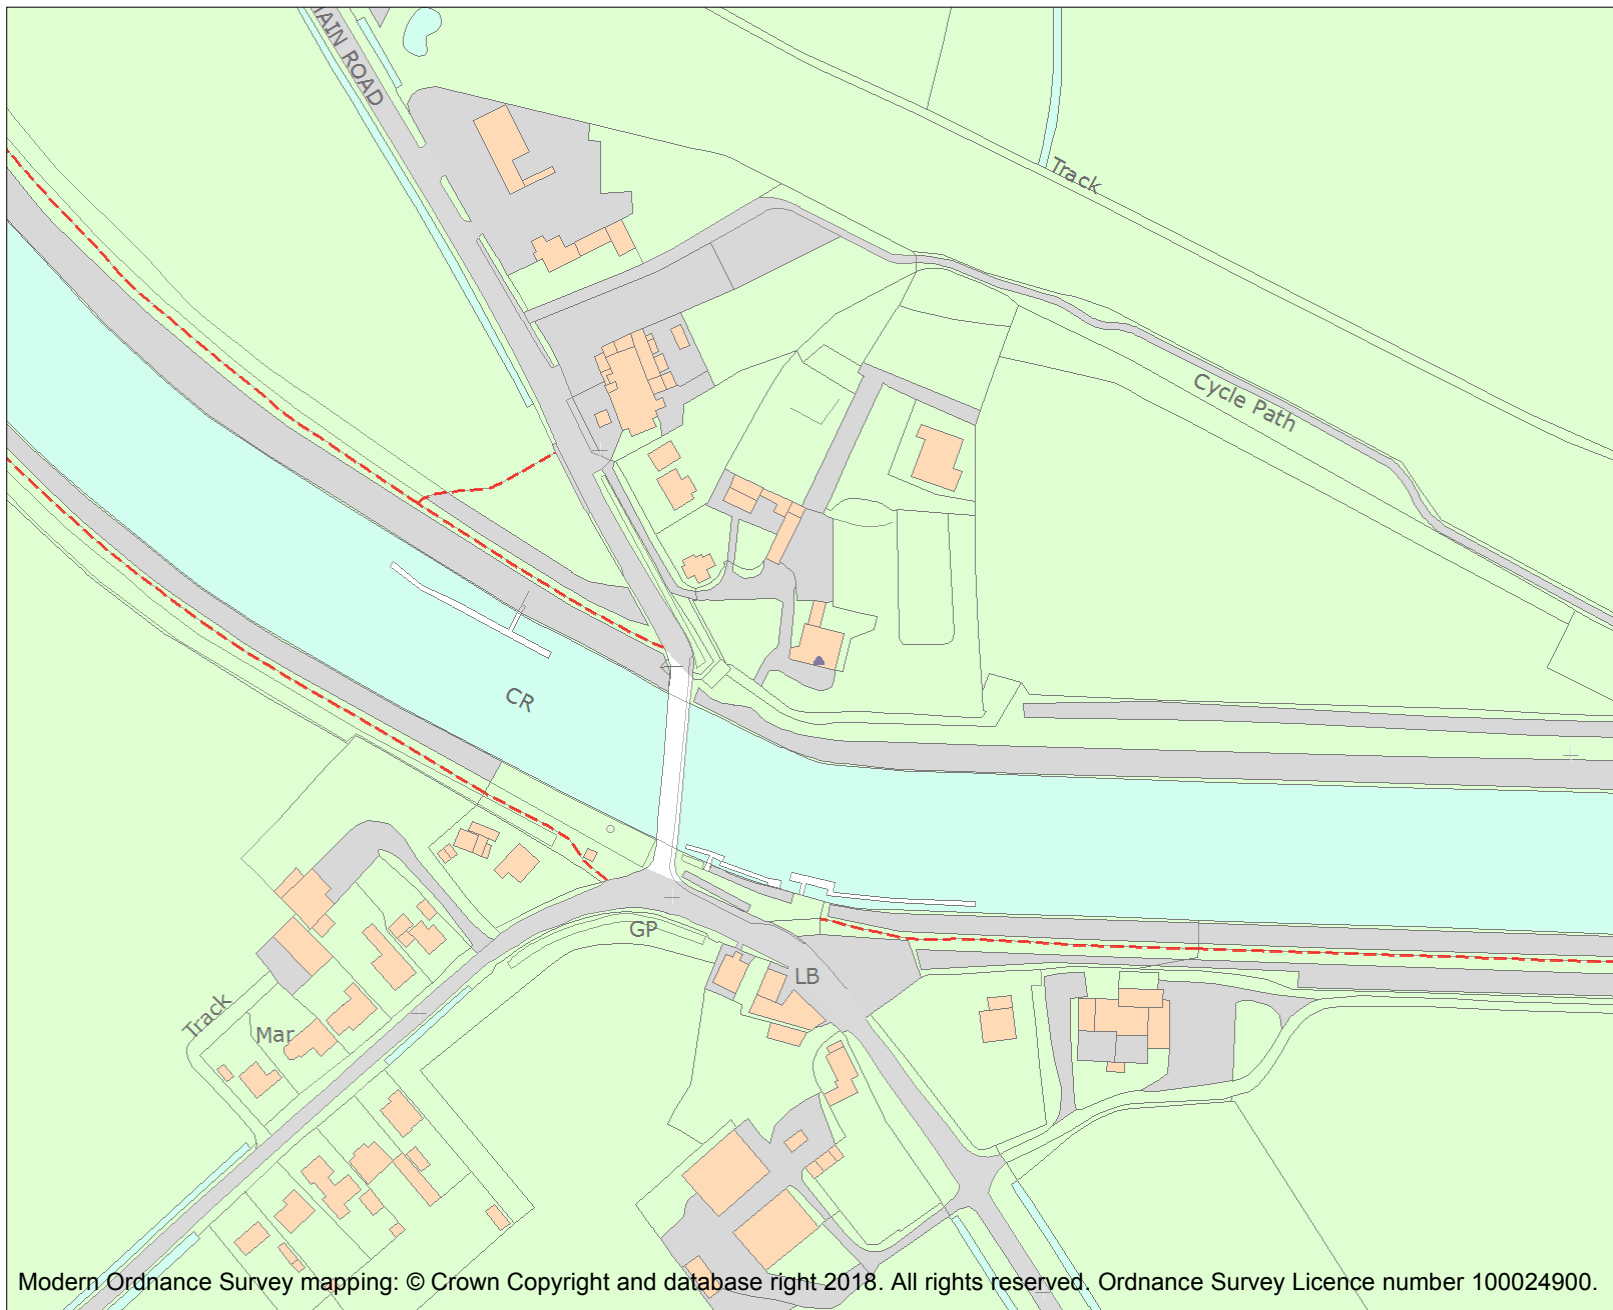 MAIN ROAD
Track
Cycle Path
CR
GP
LB
Track
Mar
Modern Ordnance Survey mapping: © Crown Copyright and database right 2018. All rights reserved. Ordnance Survey Licence number 100024900.